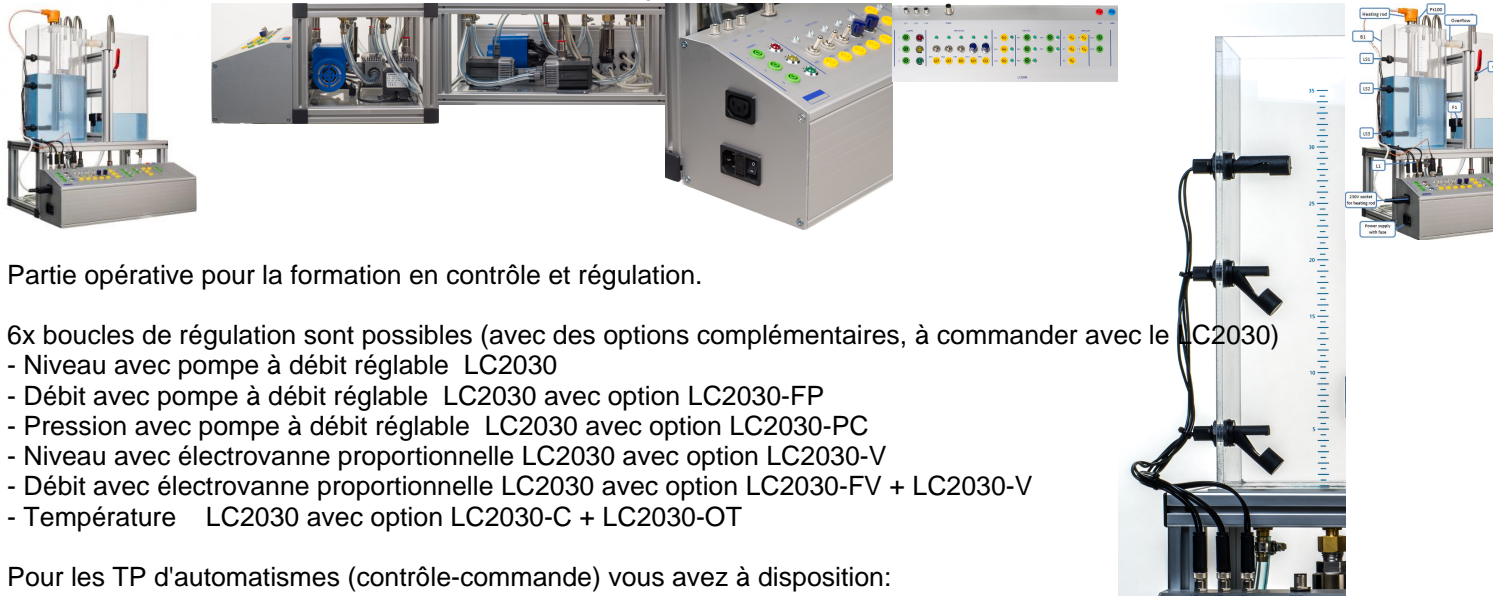 Heating rod
Pt100
Overflow
B1
LS1
LS2
F1
LS3
L1
230V socket
for heating rod
Power supply
with fuse
LC2030
35
30
25
20
15
10
5
Partie opérative pour la formation en contrôle et régulation.
6x boucles de régulation sont possibles (avec des options complémentaires, à commander avec le LC2030)
- Niveau avec pompe à débit réglable LC2030
- Débit avec pompe à débit réglable LC2030 avec option LC2030-FP
- Pression avec pompe à débit réglable LC2030 avec option LC2030-PC
- Niveau avec électrovanne proportionnelle LC2030 avec option LC2030-V
- Débit avec électrovanne proportionnelle LC2030 avec option LC2030-FV + LC2030-V
- Température LC2030 avec option LC2030-C + LC2030-OT
Pour les TP d'automatismes (contrôle-commande) vous avez à disposition: